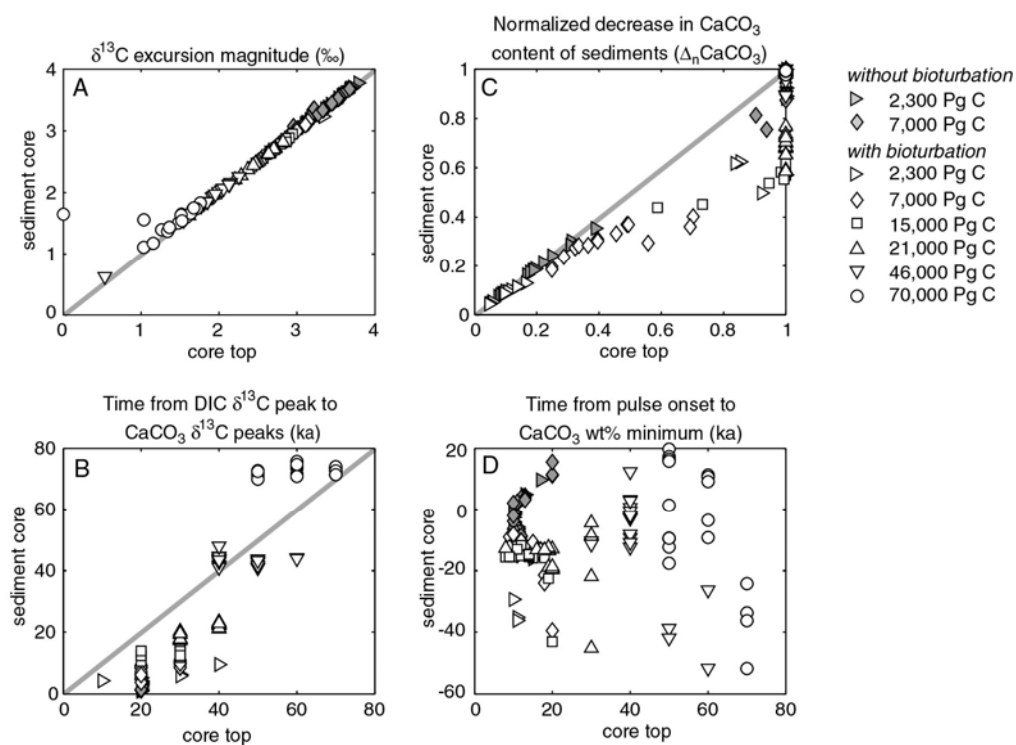 δ¹³C excursion magnitude (‰)
A
4
3
2
1
0
sediment core
0 1 2 3 4
core top
Normalized decrease in CaCO₃
content of sediments (ΔₙCaCO₃)
C
1
0.8
0.6
0.4
0.2
0
sediment core
0 0.2 0.4 0.6 0.8 1
core top
without bioturbation
2,300 Pg C
7,000 Pg C
with bioturbation
2,300 Pg C
7,000 Pg C
15,000 Pg C
21,000 Pg C
46,000 Pg C
70,000 Pg C
Time from DIC δ¹³C peak to
CaCO₃ δ¹³C peaks (ka)
B
80
60
40
20
0
sediment core
0 20 40 60 80
core top
Time from pulse onset to
CaCO₃ wt% minimum (ka)
D
20
0
-20
-40
-60
sediment core
0 20 40 60 80
core top